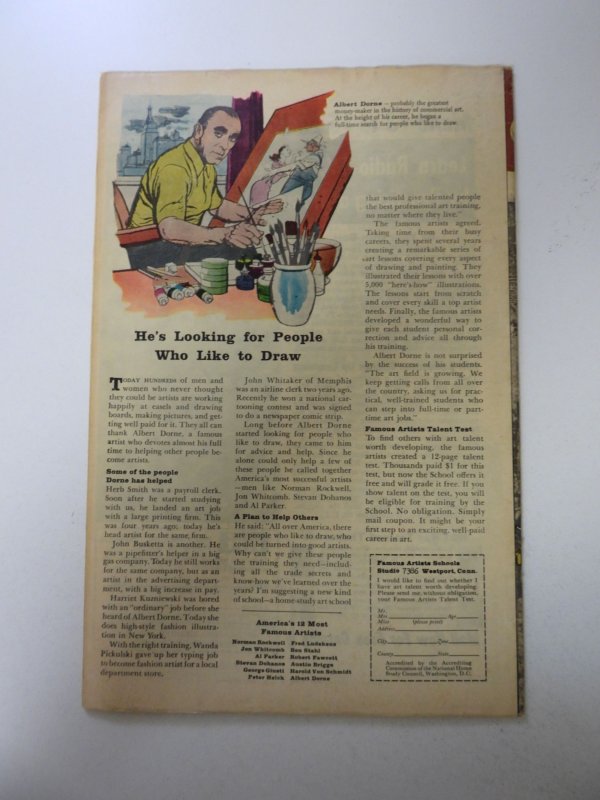 Albert Dorne — probably the greatest
money-maker in the history of commercial art.
At the height of his career, he began a
full-time search for people who like to draw
He's Looking for People
Who Like to Draw
TODAY HUNDREDS of men and
women who never thought
they could be artists are working
happily at easels and drawing
boards, making pictures, and get-
ting well paid for it. They all can
thank Albert Dorne, a famous
artist who devotes almost his full
time to helping other people be-
come artists.
Some of the people
Dorne has helped
Herb Smith was a payroll clerk.
Soon after he started studying
with us, he landed an art job
with a large printing firm. This
was four years ago; today he's
artist for the same firm.
John Busketta is another. He
was a pipefitter's helper in a big
gas company. Today he still works
for the same company, but as an
artist in the advertising depart-
ment, with a big increase in pay.
Harriet Kuzniewski was bored
with an "ordinary" job before she
heard of Albert Dorne. Today she
does high-style fashion illustra-
tion in New York.
With the right training, Wanda
Pickulski gave up her typing job
to become fashion artist for a local
department store.
John Whitaker of Memphis
was an airline clerk two years ago.
Recently he won a national car-
tooning contest and was signed
to do a newspaper comic strip.
Long before Albert Dorne
started looking for people who
like to draw, they came to him
for advice and help. Since he
alone could only help a few of
these people he called together
America's most successful artists
—men like Norman Rockwell,
Jon Whitcomb, Stevan Dohanos
and Al Parker.
A Plan to Help Others
He said: "All over America, there
are people who like to draw, who
could be turned into good artists.
Why can't we give these people
the training they need—includ-
ing all the trade secrets and
know-how we've learned over the
years? I'm suggesting a new kind
of school—a home-study art school
America's 12 Most
Famous Artists
Norman Rockwell Fred Ludekens
Jon Whitcomb Ben Stahl
Al Parker Robert Fawcett
Stevan Dohanos Austin Briggs
George Giusti Harold Von Schmidt
Peter Helck Albert Dorne
that would give talented people
the best professional art training,
no matter where they live."
The famous artists agreed.
Taking time from their busy
careers, they spent several years
creating a remarkable series of
art lessons covering every aspect
of drawing and painting. They
illustrated their lessons with over
5,000 "here's-how" illustrations.
The lessons start from scratch
and cover every skill a top artist
needs. Finally, the famous artists
developed a wonderful way to
give each student personal cor-
rection and advice all through
his training.
Albert Dorne is not surprised
by the success of his students.
"The art field is growing. We
keep getting calls from all over
the country, asking us for prac-
tical, well-trained students who
can step into full-time or part-
time art jobs."
Famous Artists Talent Test
To find others with art talent
worth developing, the famous
artists created a 12-page talent
test. Thousands paid $1 for this
test, but now the School offers it
free and will grade it free. If you
show talent on the test, you will
be eligible for training by the
School. No obligation. Simply
mail coupon. It might be your
first step to an exciting, well-paid
career in art.
Famous Artists Schools
Studio 7386 Westport, Conn.
I would like to find out whether I
have art talent worth developing.
Please send me, without obligation,
your Famous Artists Talent Test.
Mr.
Mrs. Age
Miss (please print)
Address
City Zone
County State
Accredited by the Accrediting
Commission of the National Home
Study Council, Washington, D.C.